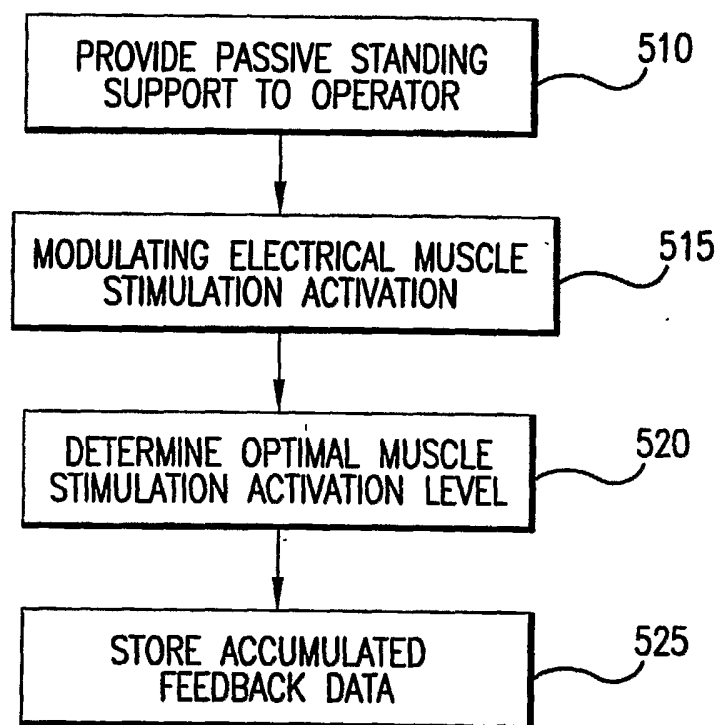 PROVIDE PASSIVE STANDING
SUPPORT TO OPERATOR
510
MODULATING ELECTRICAL MUSCLE
STIMULATION ACTIVATION
515
DETERMINE OPTIMAL MUSCLE
STIMULATION ACTIVATION LEVEL
520
STORE ACCUMULATED
FEEDBACK DATA
525